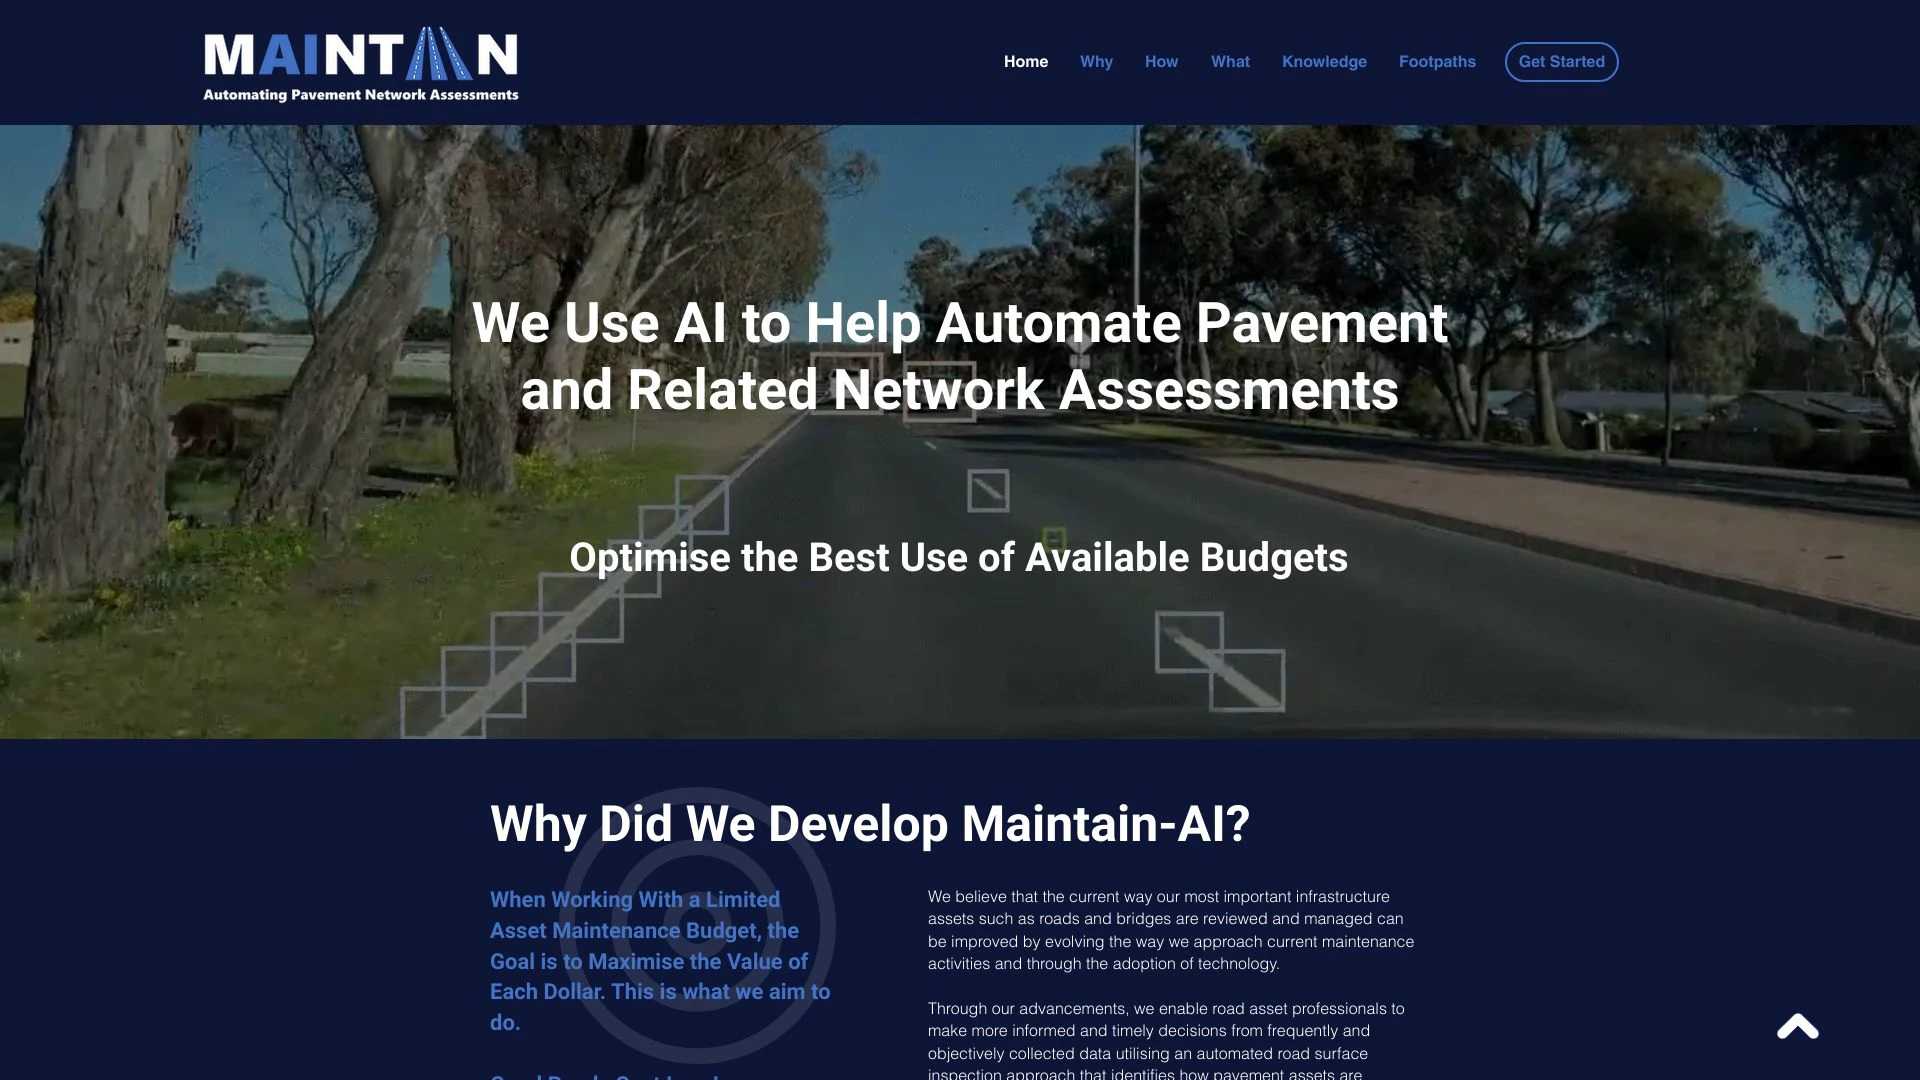 MAINTAIN
Automating Pavement Network Assessments
Home
Why
How
What
Knowledge
Footpaths
Get Started
We Use AI to Help Automate Pavement
and Related Network Assessments
Optimise the Best Use of Available Budgets
Why Did We Develop Maintain-AI?
When Working With a Limited
Asset Maintenance Budget, the
Goal is to Maximise the Value of
Each Dollar. This is what we aim to
do.
We believe that the current way our most important infrastructure
assets such as roads and bridges are reviewed and managed can
be improved by evolving the way we approach current maintenance
activities and through the adoption of technology.
Through our advancements, we enable road asset professionals to
make more informed and timely decisions from frequently and
objectively collected data utilising an automated road surface
inspection approach that identifies how pavement assets are